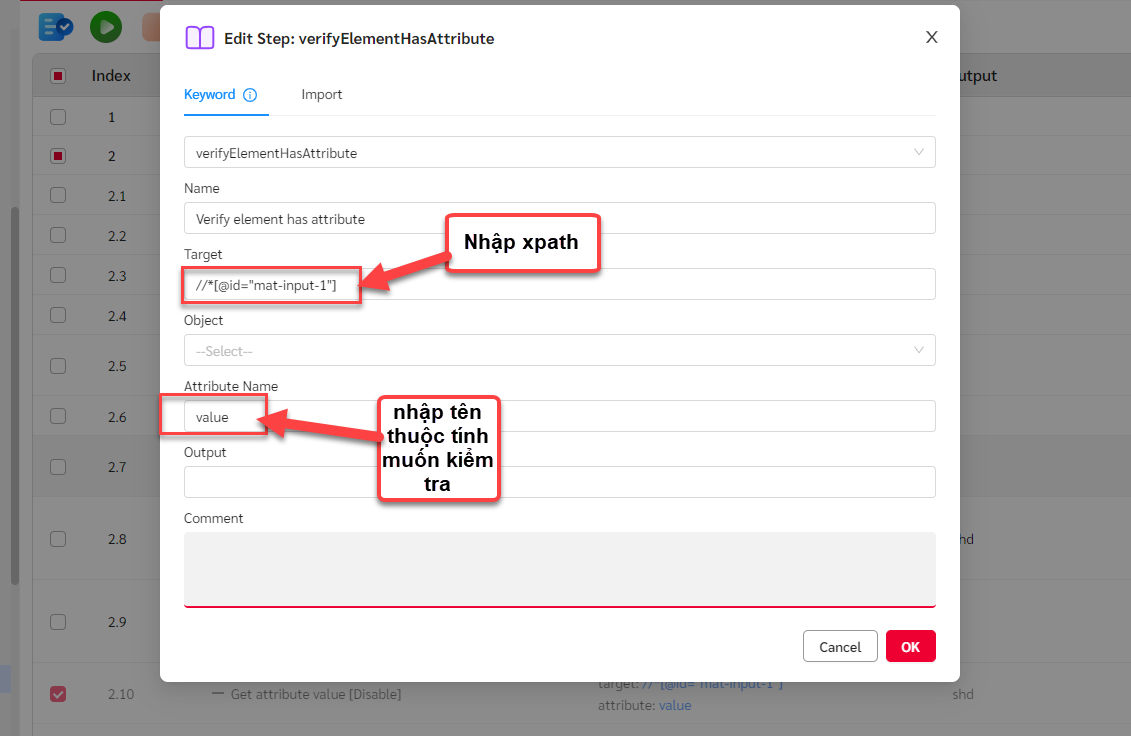 Edit Step: verifyElementHasAttribute
X
Index
utput
Keyword
Import
1
verifyElementHasAttribute
2
Name
2.1
Verify element has attribute
Nhập xpath
2.2
Target
2.3
//*[@id="mat-input-1"]
2.4
Object
--Select--
2.5
Attribute Name
2.6
value
nhập tên
thuộc tính
muốn kiểm
tra
Output
2.7
Comment
2.8
hd
2.9
Cancel
OK
2.10
Get attribute value [Disable]
target: //*[@id="mat-input-1"]
shd
attribute: value